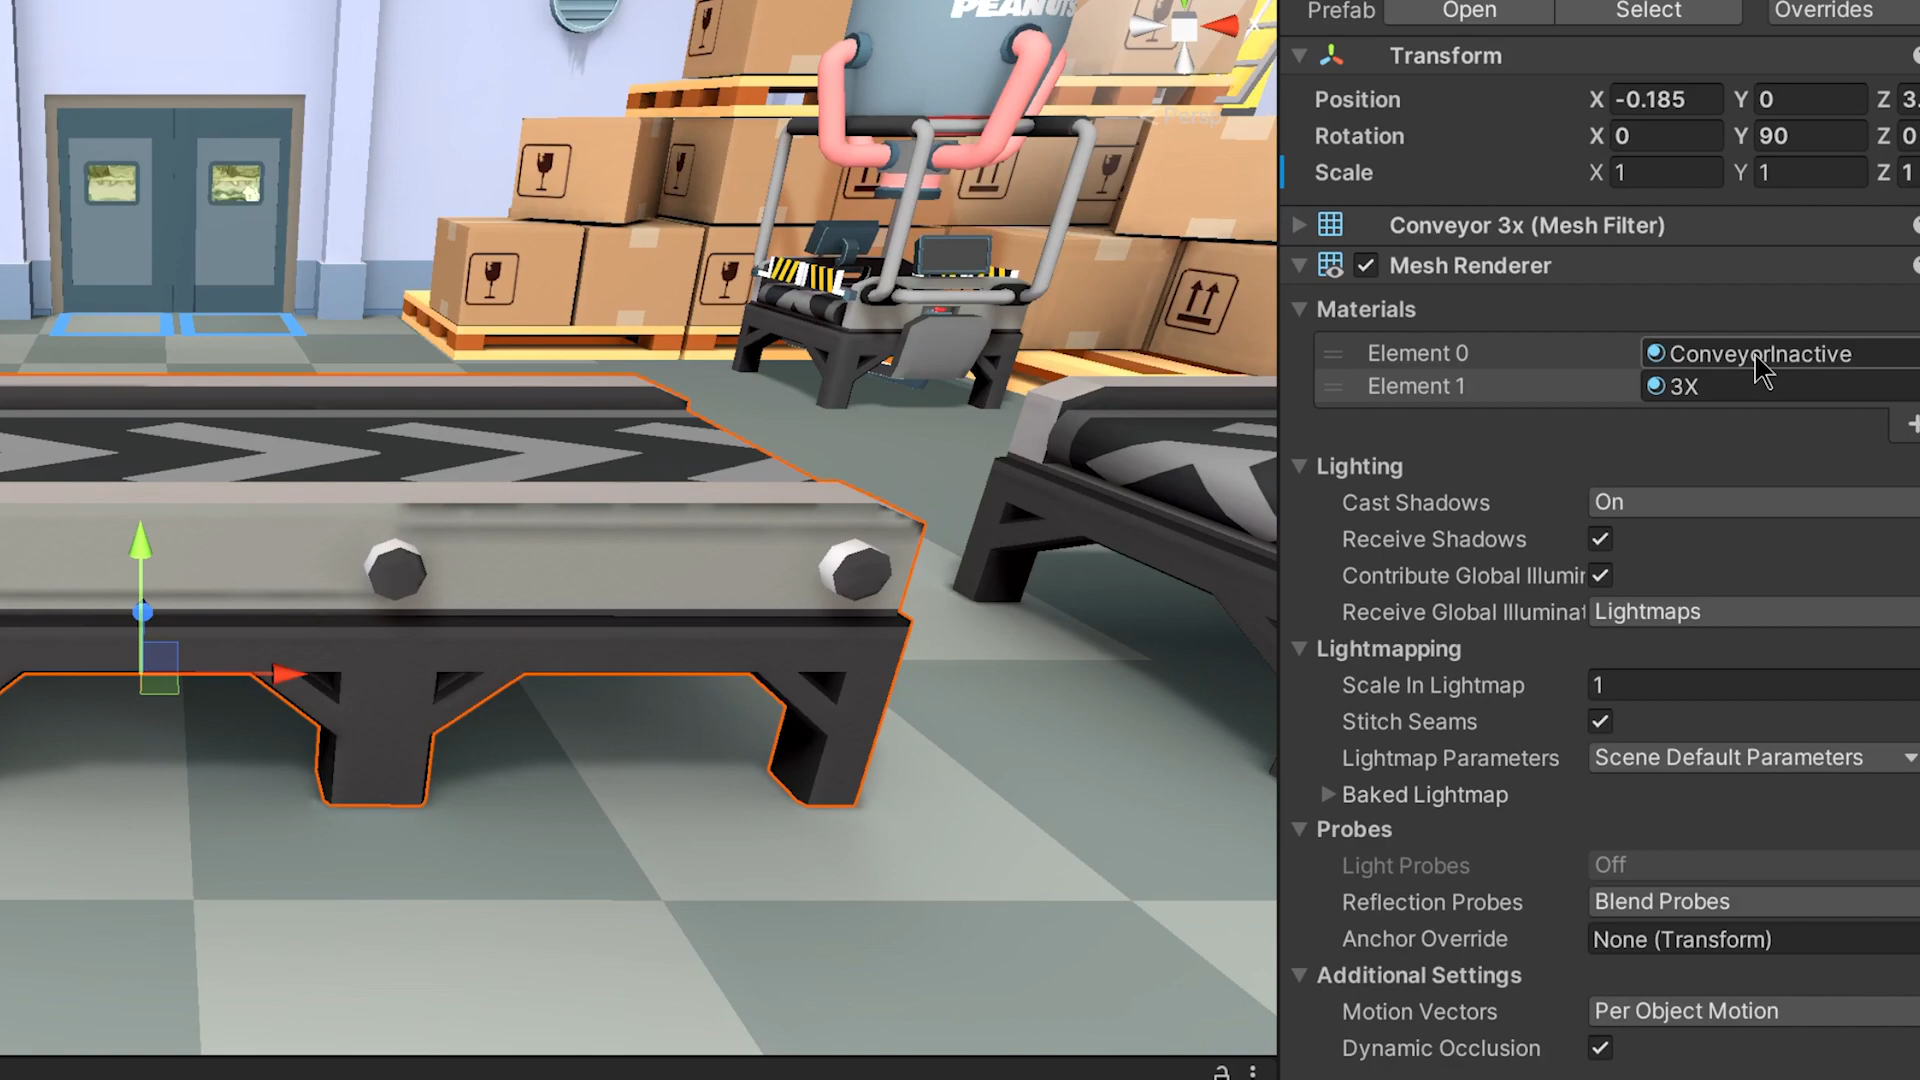 PEANUTS
Persp
Prefab Open Select Overrides
Transform
Position X -0.185 Y 0 Z 3.
Rotation X 0 Y 90 Z 0
Scale X 1 Y 1 Z 1
Conveyor 3x (Mesh Filter)
Mesh Renderer
Materials
Element 0 ConveyorInactive
Element 1 3X
Lighting
Cast Shadows On
Receive Shadows
Contribute Global Illumin
Receive Global Illuminat Lightmaps
Lightmapping
Scale In Lightmap 1
Stitch Seams
Lightmap Parameters Scene Default Parameters
Baked Lightmap
Probes
Light Probes Off
Reflection Probes Blend Probes
Anchor Override None (Transform)
Additional Settings
Motion Vectors Per Object Motion
Dynamic Occlusion